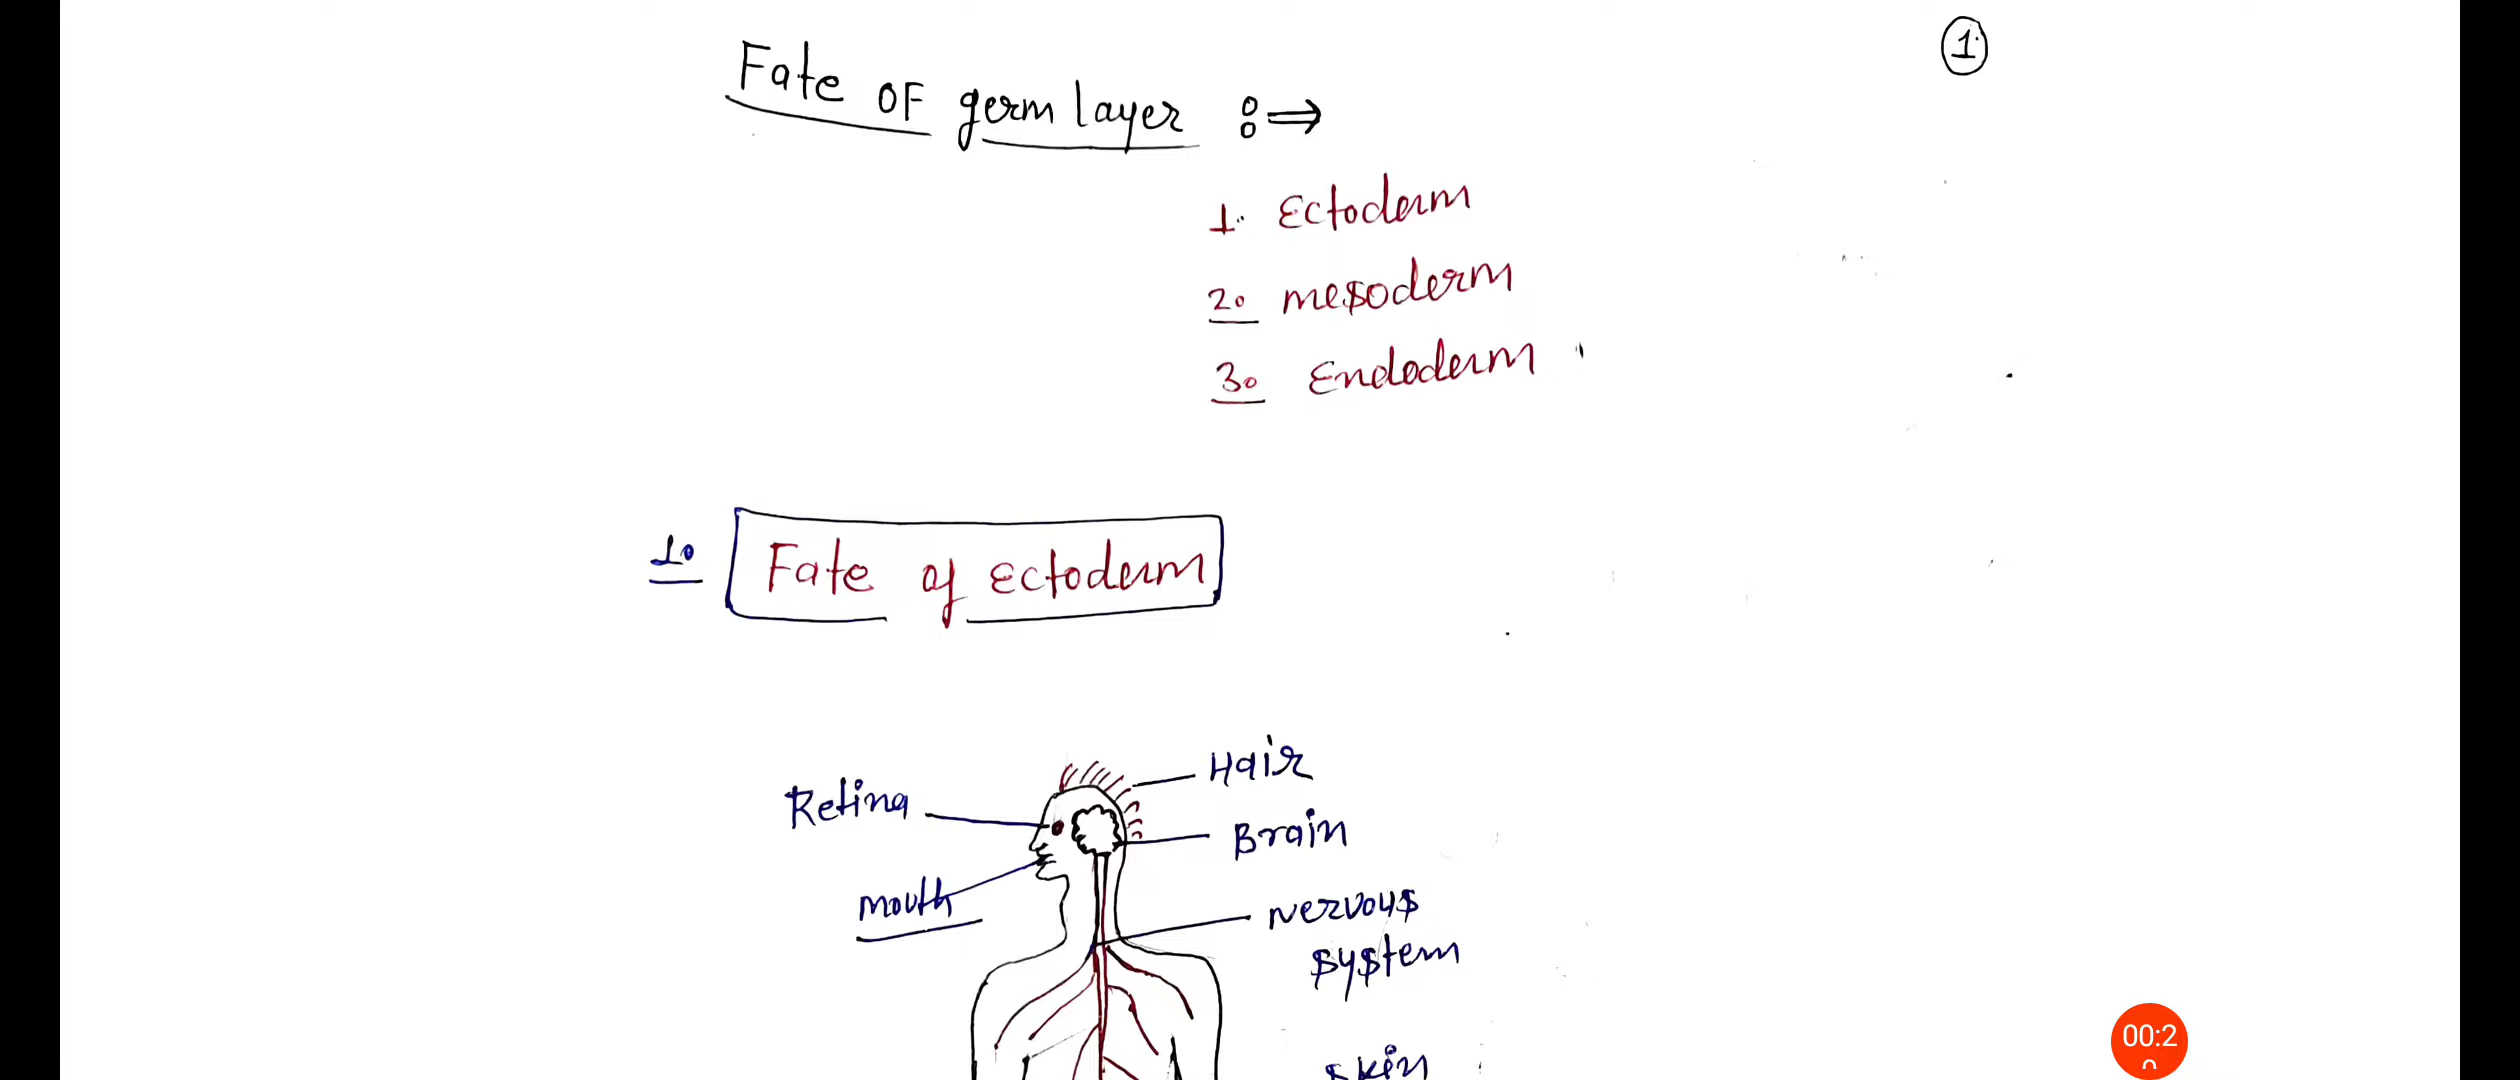 1
Fate OF germ layer :⇒
1. Ectoderm
2. mesoderm
3. Endoderm
1. Fate of Ectoderm
Hair
Retina
Brain
mouth
nervous
system
skin
00:2